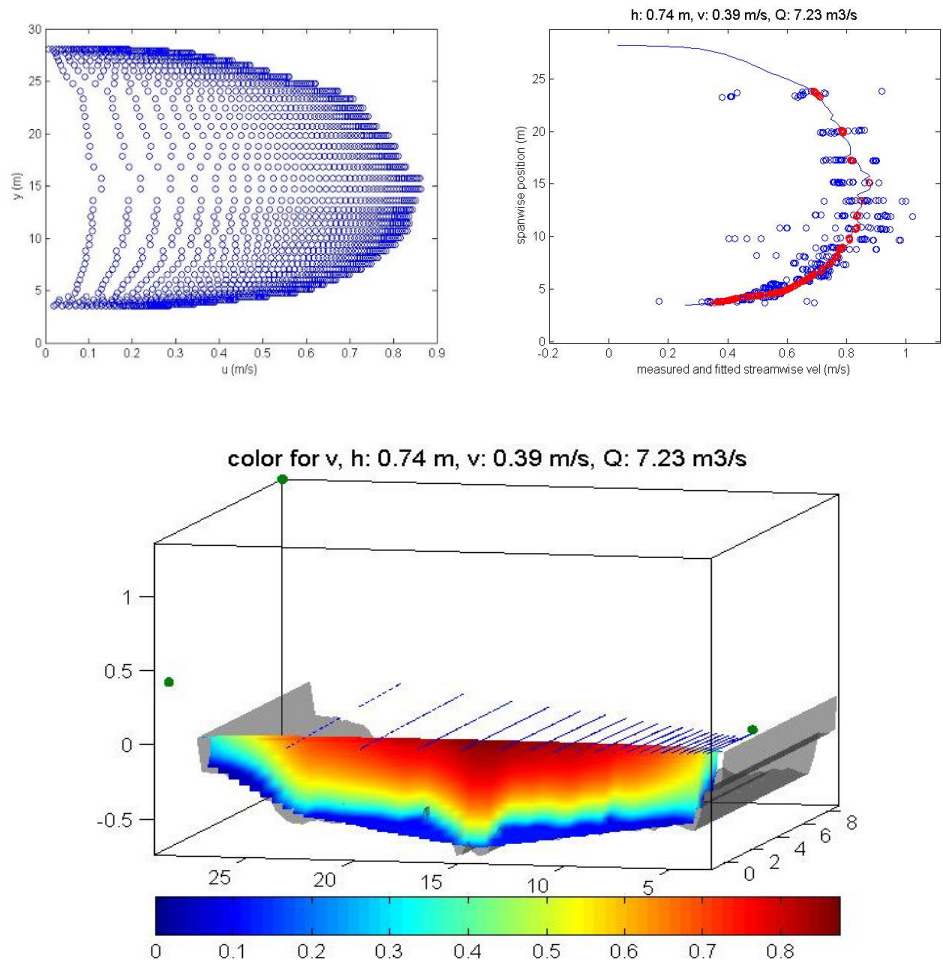 30
25
20
15
10
5
0
y (m)
0 0.1 0.2 0.3 0.4 0.5 0.6 0.7 0.8 0.9
u (m/s)
h: 0.74 m, v: 0.39 m/s, Q: 7.23 m3/s
25
20
15
10
5
0
spanwise position (m)
-0.2 0 0.2 0.4 0.6 0.8 1
measured and fitted streamwise vel (m/s)
color for v, h: 0.74 m, v: 0.39 m/s, Q: 7.23 m3/s
1
0.5
0
-0.5
25 20 15 10 5
0 2 4 6 8
0 0.1 0.2 0.3 0.4 0.5 0.6 0.7 0.8